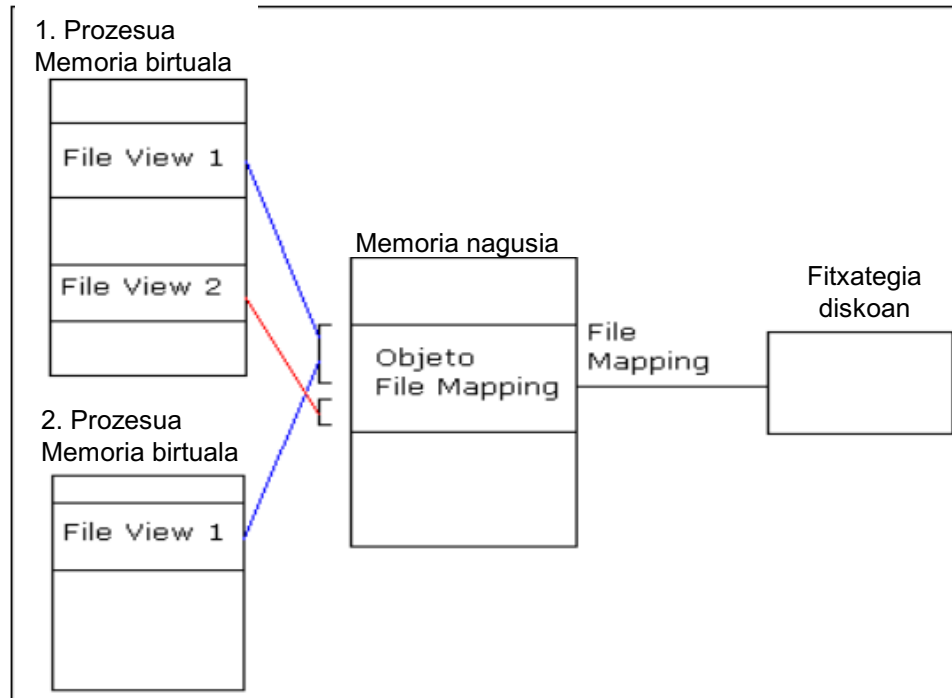 1. Prozesua
Memoria birtuala
File View 1
File View 2
2. Prozesua
Memoria birtuala
File View 1
Memoria nagusia
Objeto
File Mapping
File
Mapping
Fitxategia
diskoan